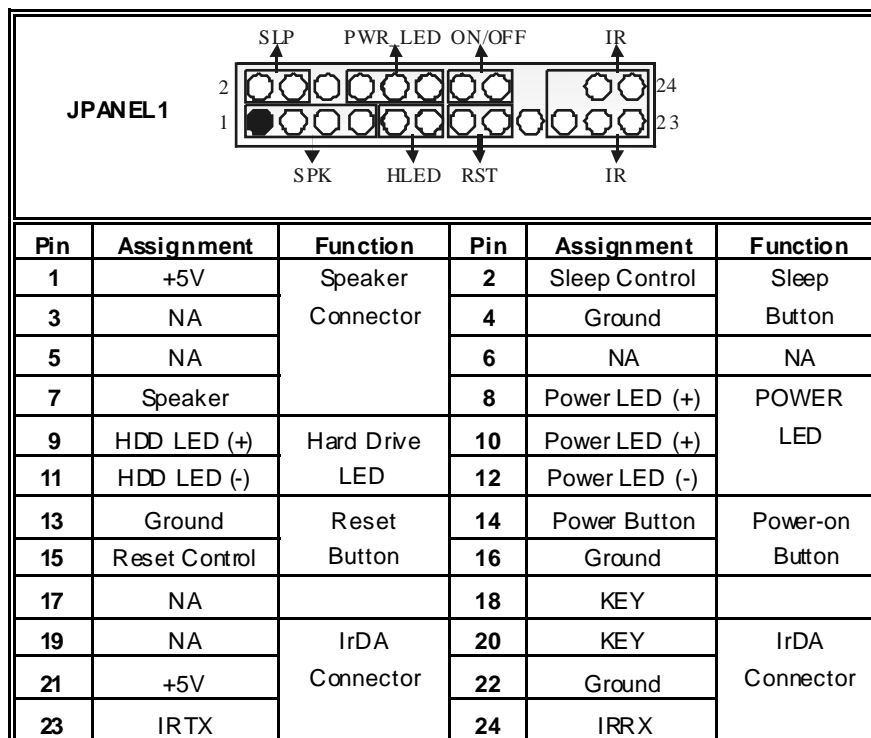 SLP PWR_LED ON/OFF IR
2 24
JPANEL1
1 23
SPK HLED RST IR
Pin Assignment Function Pin Assignment Function
1 +5V Speaker Connector 2 Sleep Control Sleep Button
3 NA 4 Ground
5 NA 6 NA NA
7 Speaker 8 Power LED (+) POWER LED
9 HDD LED (+) Hard Drive LED 10 Power LED (+)
11 HDD LED (-) 12 Power LED (-)
13 Ground Reset Button 14 Power Button Power-on Button
15 Reset Control 16 Ground
17 NA 18 KEY
19 NA IrDA Connector 20 KEY IrDA Connector
21 +5V 22 Ground
23 IRTX 24 IRRX